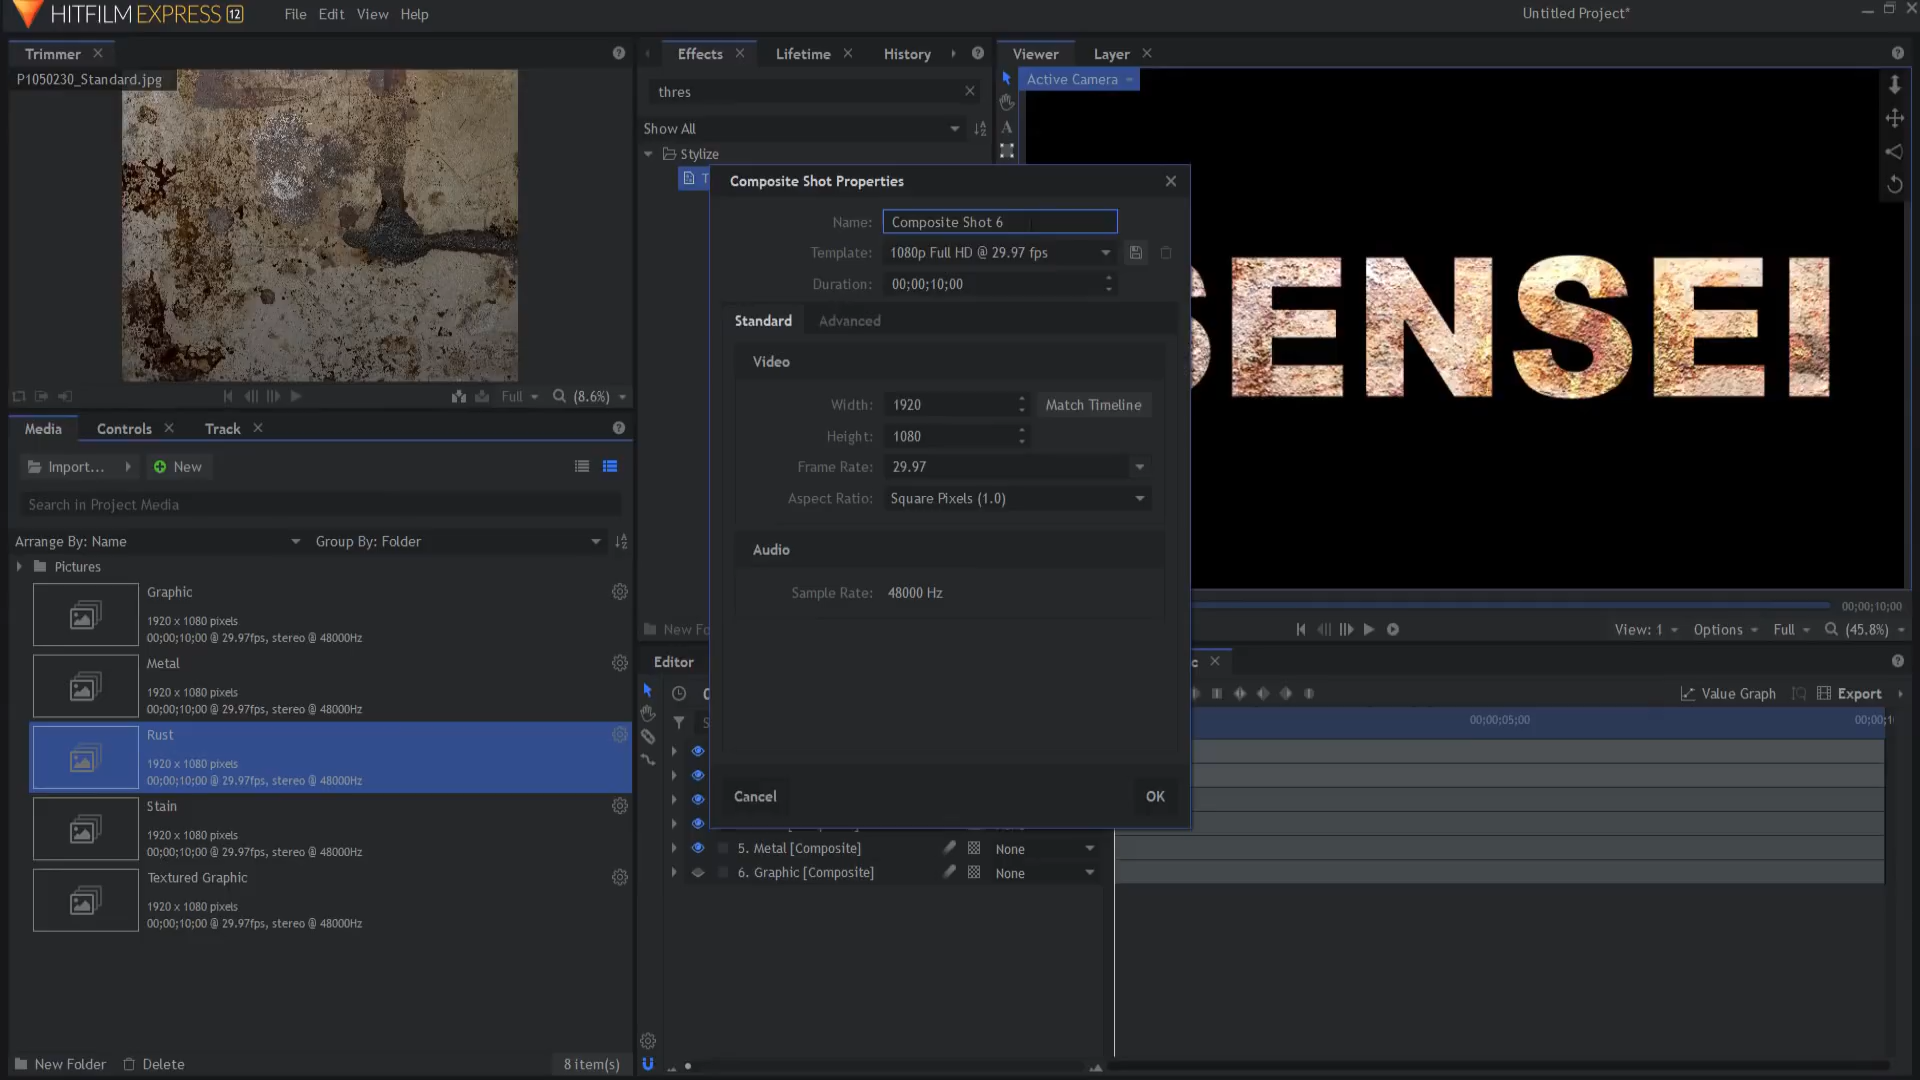 HITFILM EXPRESS 12
File Edit View Help
Untitled Project*
Trimmer
P1050230_Standard.jpg
Full
(8.6%)
Media Controls Track
Import...
New
Search in Project Media
Arrange By: Name
Group By: Folder
Pictures
Graphic
1920 x 1080 pixels
00;00;10;00 @ 29.97fps, stereo @ 48000Hz
Metal
1920 x 1080 pixels
00;00;10;00 @ 29.97fps, stereo @ 48000Hz
Rust
1920 x 1080 pixels
00;00;10;00 @ 29.97fps, stereo @ 48000Hz
Stain
1920 x 1080 pixels
00;00;10;00 @ 29.97fps, stereo @ 48000Hz
Textured Graphic
1920 x 1080 pixels
00;00;10;00 @ 29.97fps, stereo @ 48000Hz
New Folder
Delete
8 item(s)
Effects Lifetime History
thres
Show All
Stylize
T
New Fo
Composite Shot Properties
Name: Composite Shot 6
Template: 1080p Full HD @ 29.97 fps
Duration: 00;00;10;00
Standard Advanced
Video
Width: 1920
Match Timeline
Height: 1080
Frame Rate: 29.97
Aspect Ratio: Square Pixels (1.0)
Audio
Sample Rate: 48000 Hz
Cancel
OK
Viewer Layer
Active Camera
SENSEI
00;00;10;00
View: 1
Options
Full
(45.8%)
Editor
c
Value Graph
Export
00;00;05;00
00;00;1
5. Metal [Composite]
None
6. Graphic [Composite]
None